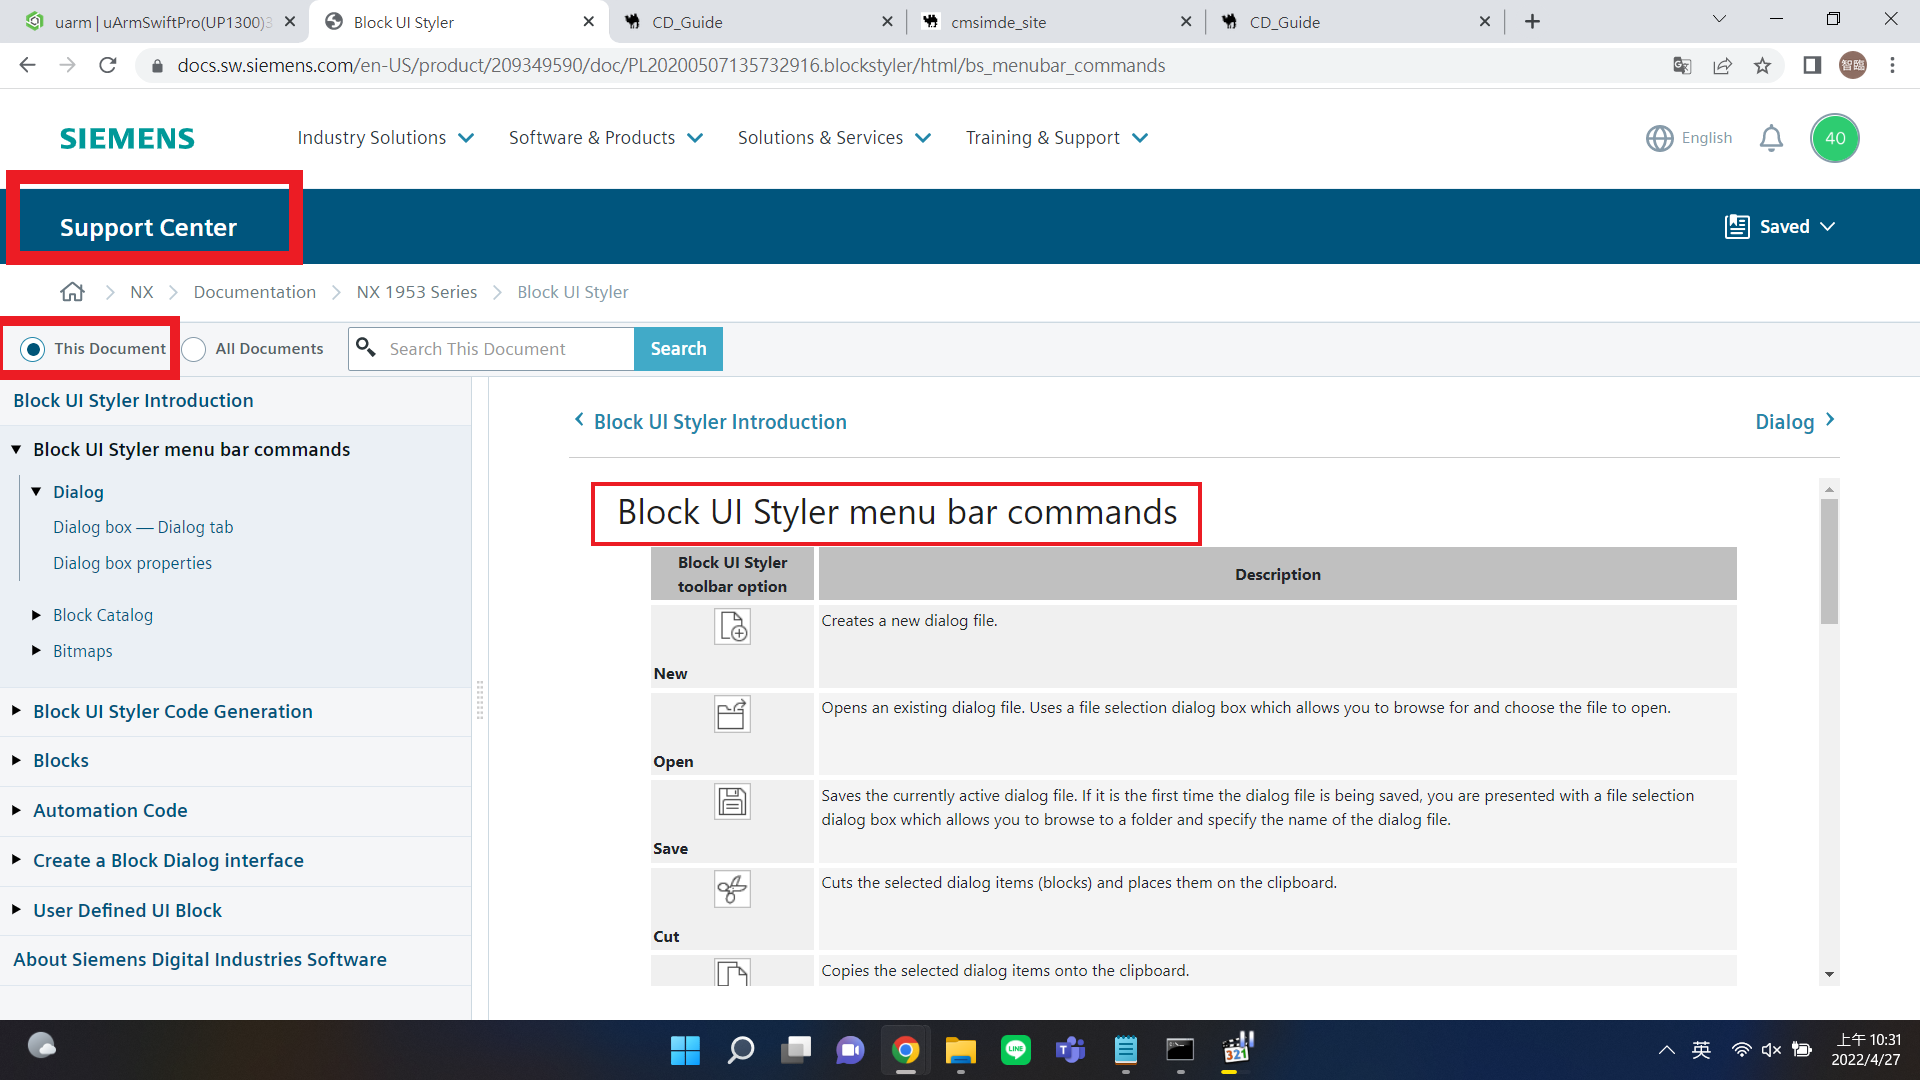 uarm | uArmSwiftPro(UP1300)3
Block UI Styler
CD_Guide
cmsimde_site
CD_Guide
docs.sw.siemens.com/en-US/product/209349590/doc/PL20200507135732916.blockstyler/html/bs_menubar_commands
智臨
SIEMENS
Industry Solutions
Software & Products
Solutions & Services
Training & Support
English
40
Support Center
Saved
NX
Documentation
NX 1953 Series
Block UI Styler
This Document
All Documents
Search This Document
Search
Block UI Styler Introduction
Block UI Styler menu bar commands
Dialog
Dialog box — Dialog tab
Dialog box properties
Block Catalog
Bitmaps
Block UI Styler Code Generation
Blocks
Automation Code
Create a Block Dialog interface
User Defined UI Block
About Siemens Digital Industries Software
Block UI Styler Introduction
Dialog
Block UI Styler menu bar commands
Block UI Styler
toolbar option
Description
New
Creates a new dialog file.
Open
Opens an existing dialog file. Uses a file selection dialog box which allows you to browse for and choose the file to open.
Save
Saves the currently active dialog file. If it is the first time the dialog file is being saved, you are presented with a file selection
dialog box which allows you to browse to a folder and specify the name of the dialog file.
Cut
Cuts the selected dialog items (blocks) and places them on the clipboard.
Copies the selected dialog items onto the clipboard.
LINE
321
英
上午 10:31
2022/4/27